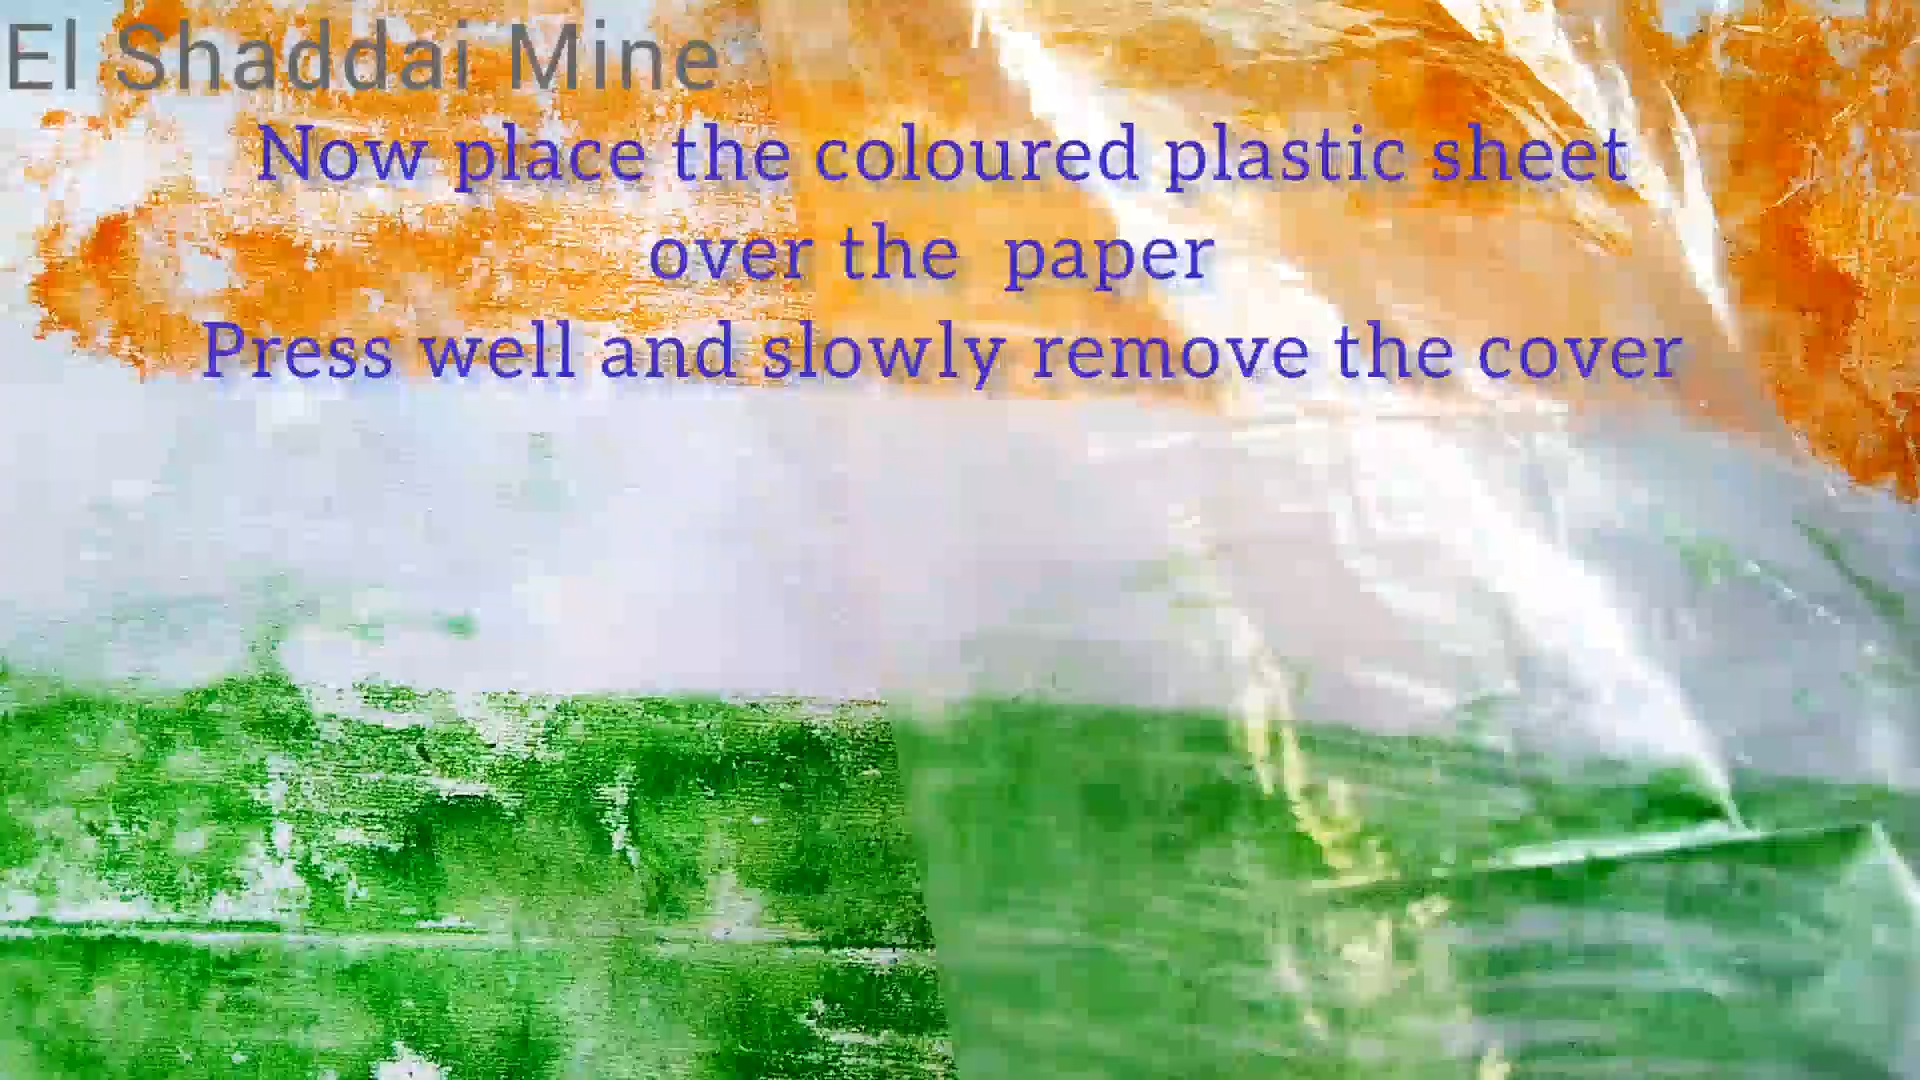 El Shaddai Mine
Now place the coloured plastic sheet
over the paper
Press well and slowly remove the cover